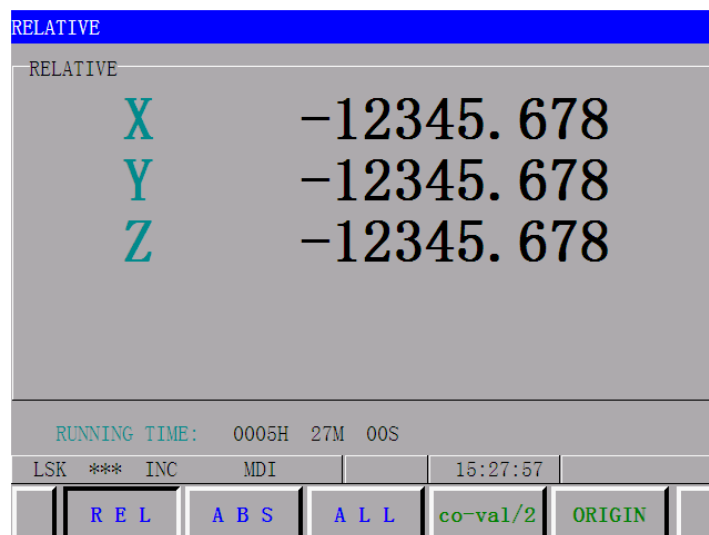 RELATIVE
RELATIVE
X -12345.678
Y -12345.678
Z -12345.678
RUNNING TIME: 0005H 27M 00S
LSK *** INC MDI 15:27:57
R E L A B S A L L co-val/2 ORIGIN